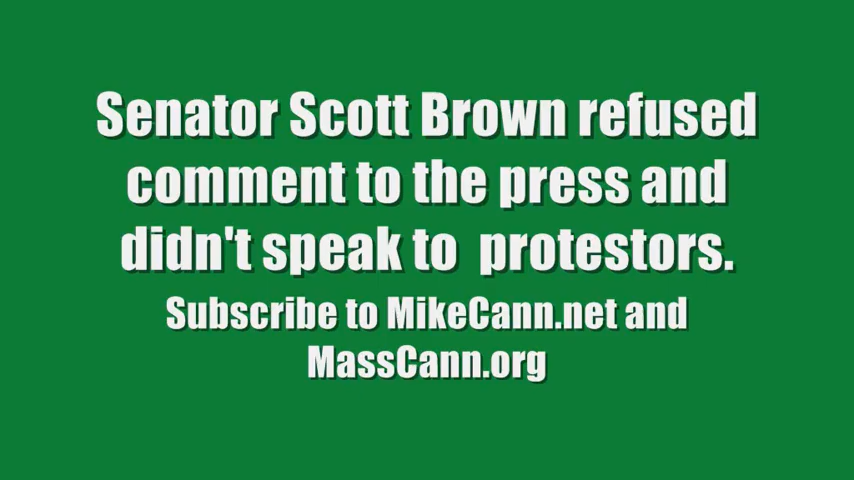 Senator Scott Brown refused
comment to the press and
didn't speak to  protestors.
Subscribe to MikeCann.net and
MassCann.org